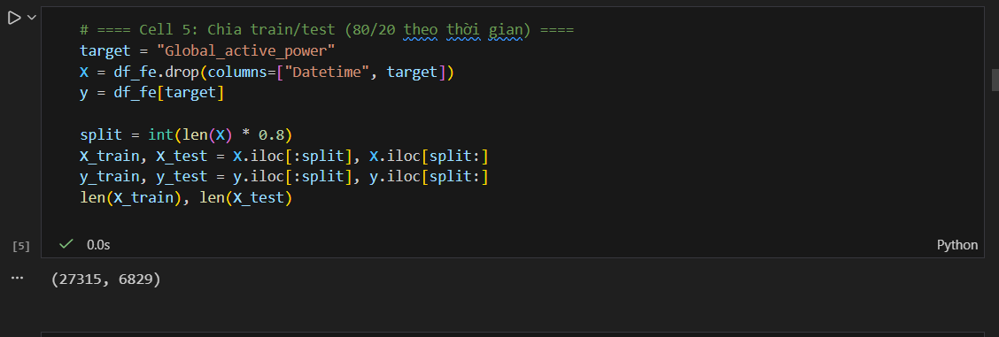 # ==== Cell 5: Chia train/test (80/20 theo thời gian) ====
target = "Global_active_power"
X = df_fe.drop(columns=["Datetime", target])
y = df_fe[target]
split = int(len(X) * 0.8)
X_train, X_test = X.iloc[:split], X.iloc[split:]
y_train, y_test = y.iloc[:split], y.iloc[split:]
len(X_train), len(X_test)
[5] 0.0s Python
... (27315, 6829)